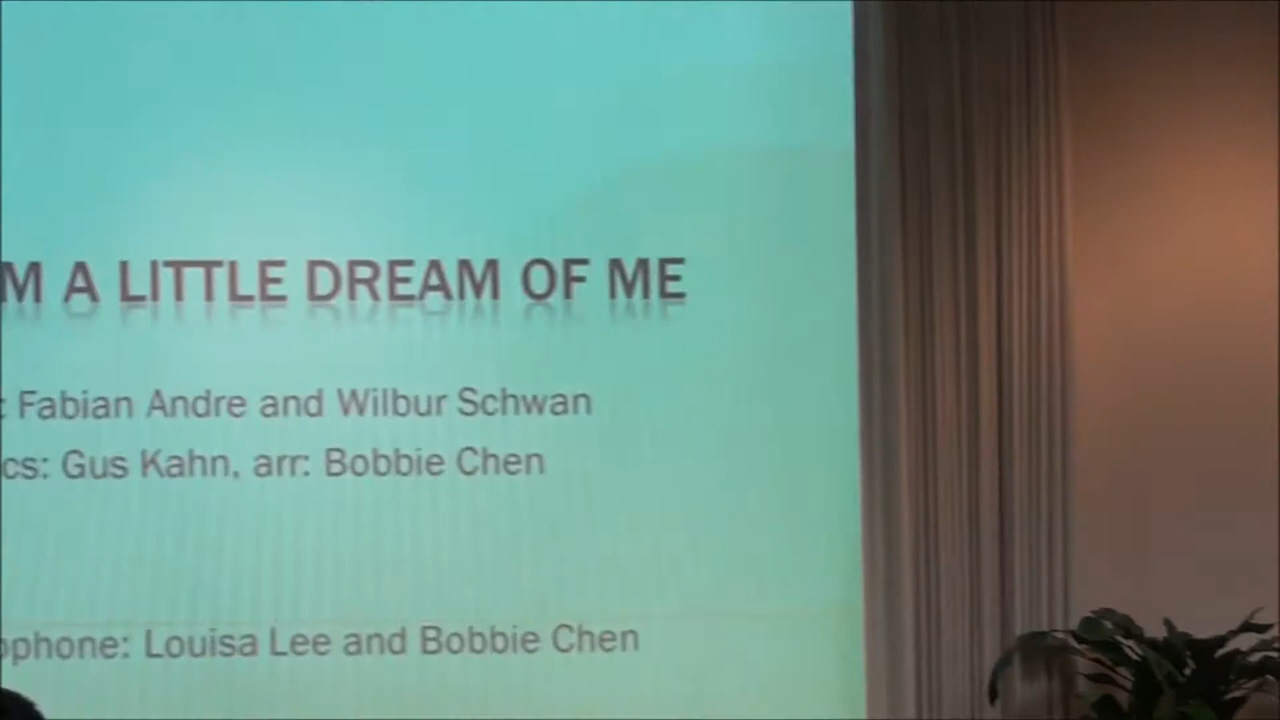 M A LITTLE DREAM OF ME
: Fabian Andre and Wilbur Schwan
cs: Gus Kahn, arr: Bobbie Chen
ophone: Louisa Lee and Bobbie Chen